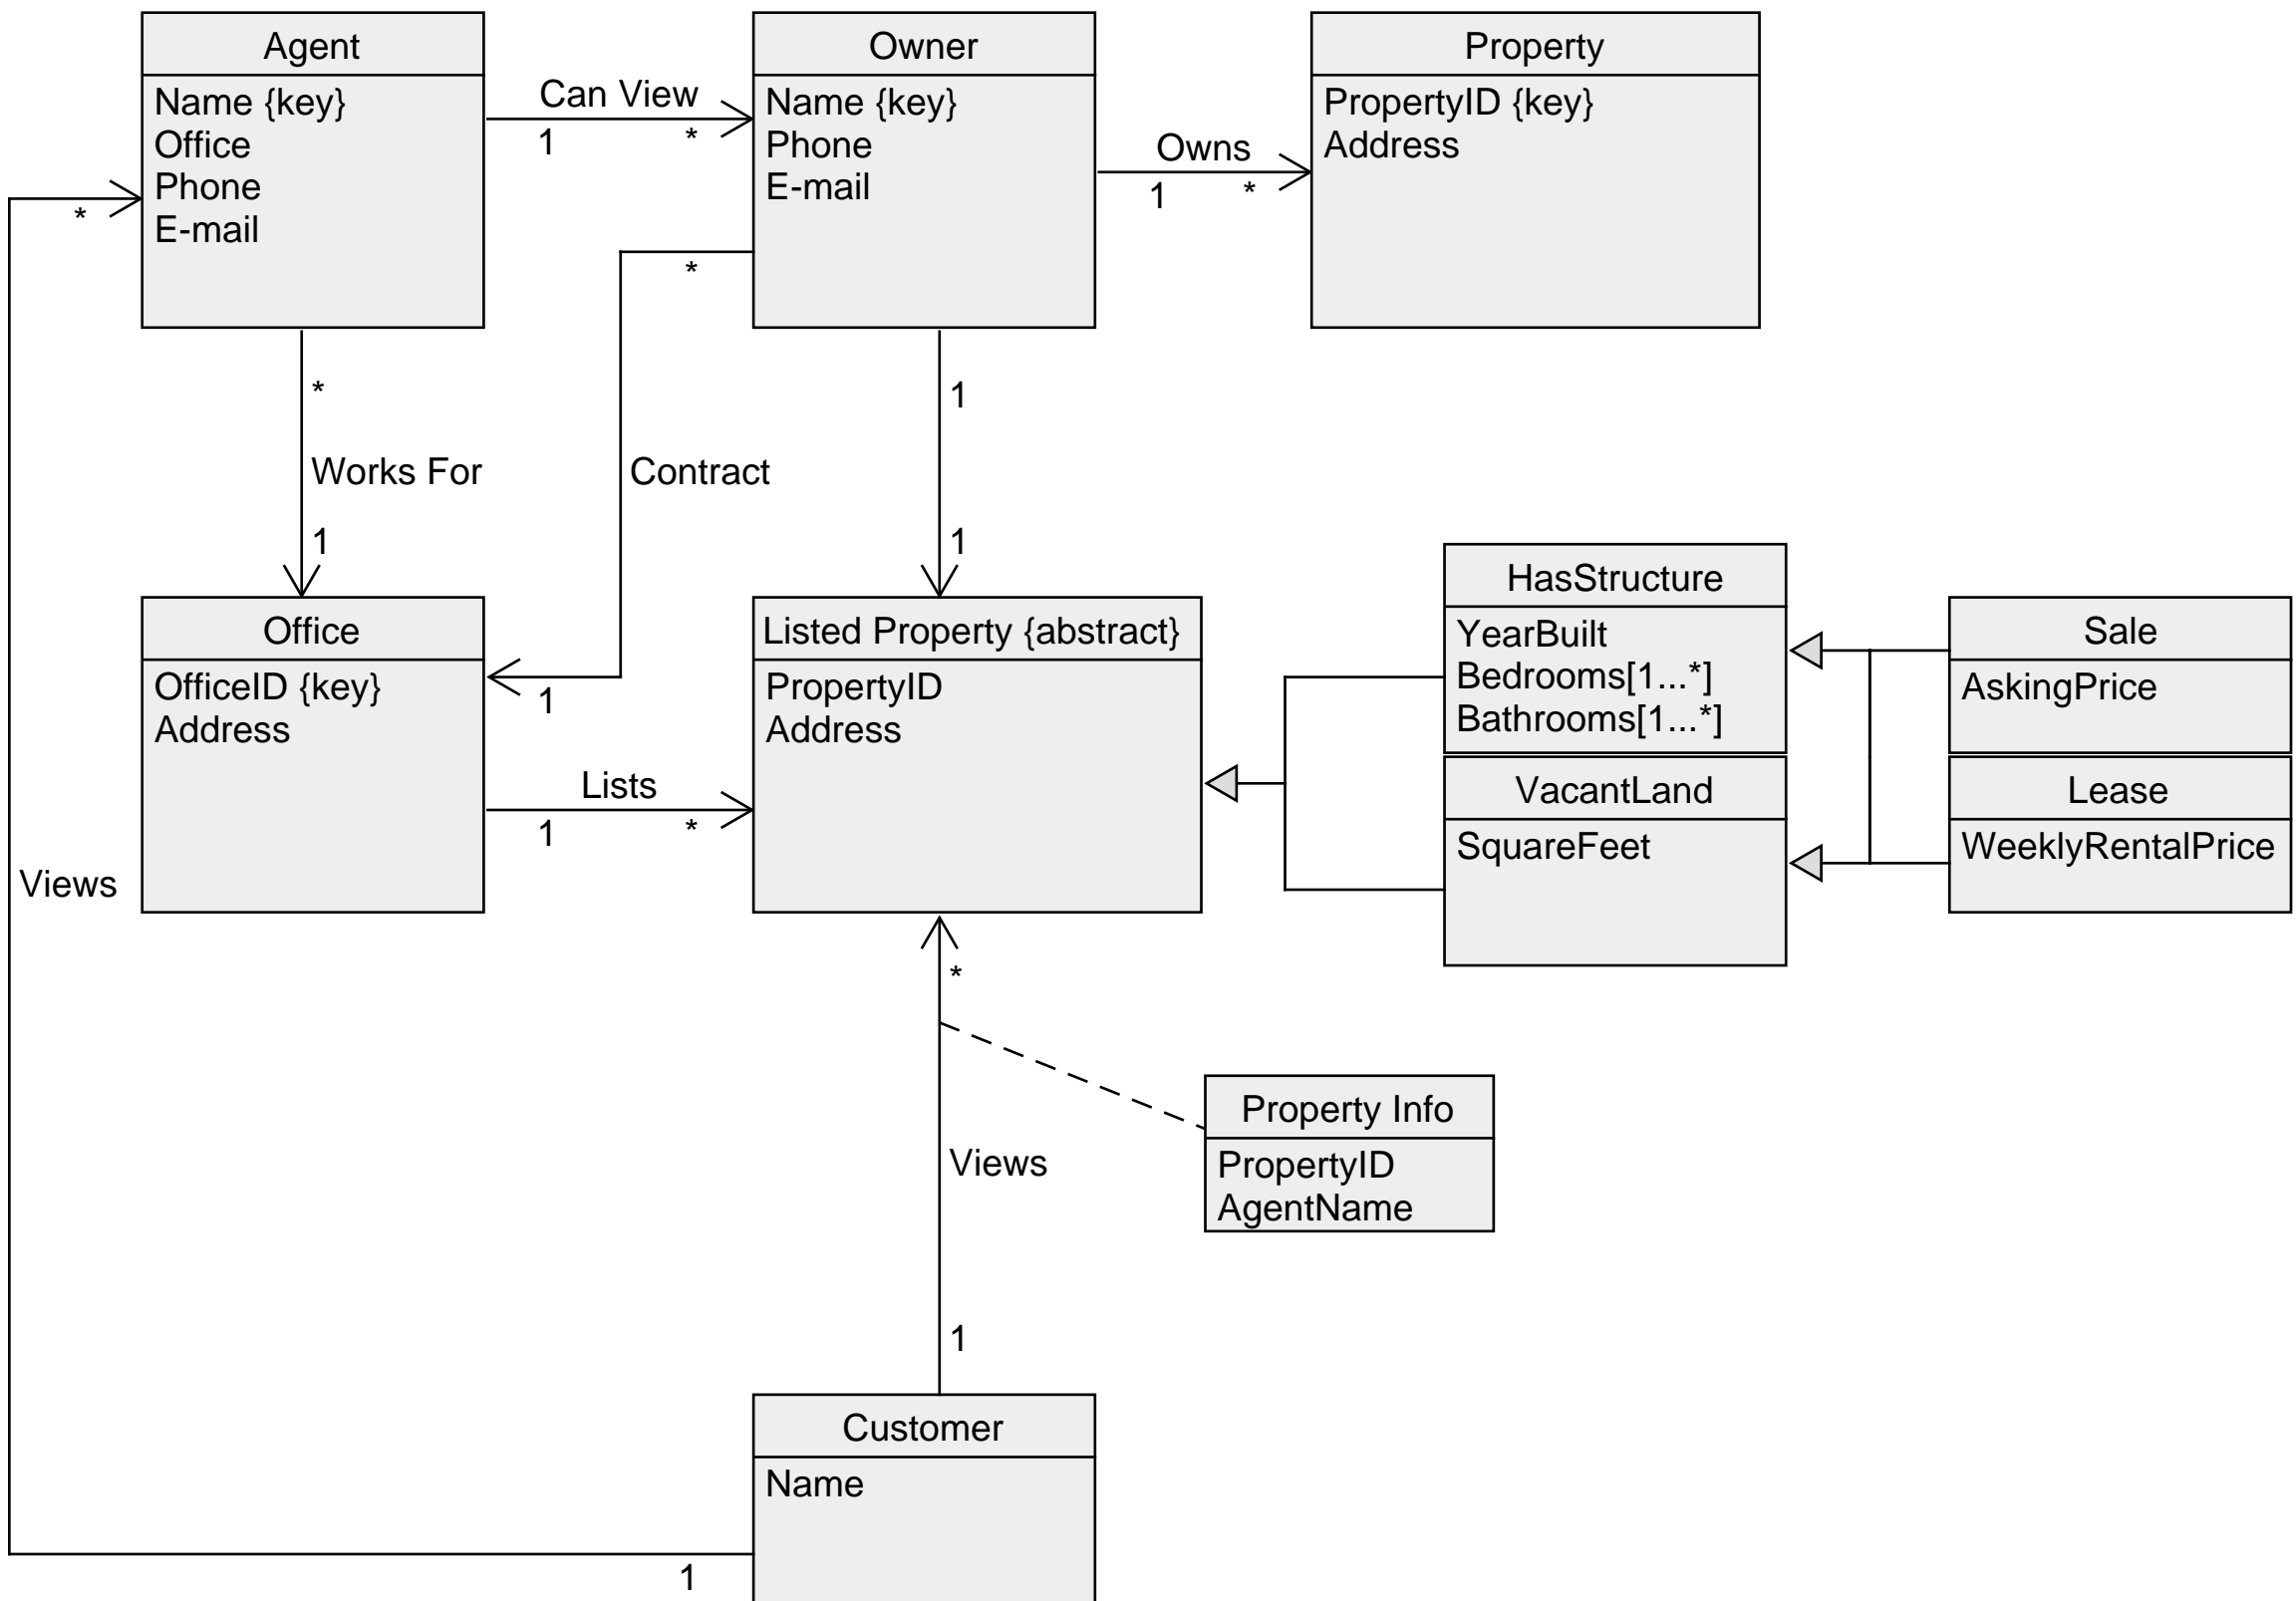 Agent
Name {key}
Office
Phone
E-mail
Can View
1
*
Owner
Name {key}
Phone
E-mail
Owns
1
*
Property
PropertyID {key}
Address
*
*
*
Works For
1
Contract
1
1
1
Office
OfficeID {key}
Address
Lists
1
*
Listed Property {abstract}
PropertyID
Address
HasStructure
YearBuilt
Bedrooms[1...*]
Bathrooms[1...*]
VacantLand
SquareFeet
Sale
AskingPrice
Lease
WeeklyRentalPrice
Views
*
Property Info
PropertyID
AgentName
Views
1
Customer
Name
1